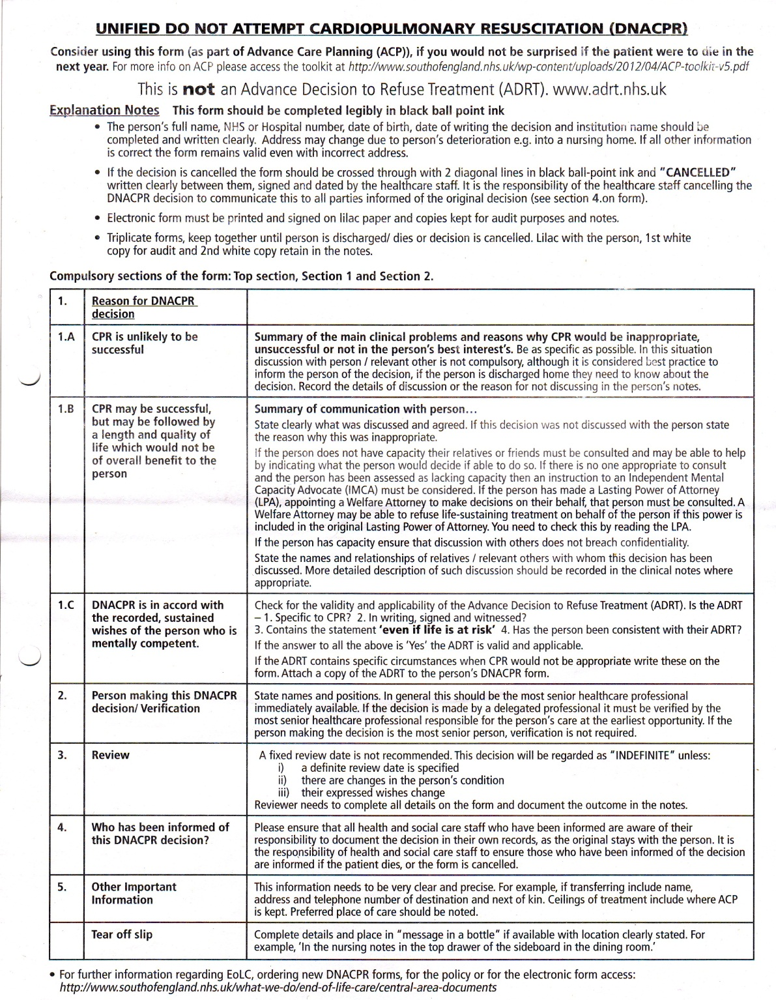 UNIFIED DO NOT ATTEMPT CARDIOPULMONARY RESUSCITATION (DNACPR)
Consider using this form (as part of Advance Care Planning (ACP)), if you would not be surprised if the patient were to die in the
next year. For more info on ACP please access the toolkit at http://www.southofengland.nhs.uk/wp-content/uploads/2012/04/ACP-toolkit-v5.pdf
This is not an Advance Decision to Refuse Treatment (ADRT). www.adrt.nhs.uk
Explanation Notes This form should be completed legibly in black ball point ink
• The person's full name, NHS or Hospital number, date of birth, date of writing the decision and institution name should be
completed and written clearly. Address may change due to person's deterioration e.g. into a nursing home. If all other information
is correct the form remains valid even with incorrect address.
• If the decision is cancelled the form should be crossed through with 2 diagonal lines in black ball-point ink and "CANCELLED"
written clearly between them, signed and dated by the healthcare staff. It is the responsibility of the healthcare staff cancelling the
DNACPR decision to communicate this to all parties informed of the original decision (see section 4.on form).
• Electronic form must be printed and signed on lilac paper and copies kept for audit purposes and notes.
• Triplicate forms, keep together until person is discharged/ dies or decision is cancelled. Lilac with the person, 1st white
copy for audit and 2nd white copy retain in the notes.
Compulsory sections of the form: Top section, Section 1 and Section 2.
1. Reason for DNACPR
decision
1.A CPR is unlikely to be
successful
Summary of the main clinical problems and reasons why CPR would be inappropriate,
unsuccessful or not in the person's best interest's. Be as specific as possible. In this situation
discussion with person / relevant other is not compulsory, although it is considered best practice to
inform the person of the decision, if the person is discharged home they need to know about the
decision. Record the details of discussion or the reason for not discussing in the person's notes.
1.B CPR may be successful,
but may be followed by
a length and quality of
life which would not be
of overall benefit to the
person
Summary of communication with person...
State clearly what was discussed and agreed. If this decision was not discussed with the person state
the reason why this was inappropriate.
If the person does not have capacity their relatives or friends must be consulted and may be able to help
by indicating what the person would decide if able to do so. If there is no one appropriate to consult
and the person has been assessed as lacking capacity then an instruction to an Independent Mental
Capacity Advocate (IMCA) must be considered. If the person has made a Lasting Power of Attorney
(LPA), appointing a Welfare Attorney to make decisions on their behalf, that person must be consulted. A
Welfare Attorney may be able to refuse life-sustaining treatment on behalf of the person if this power is
included in the original Lasting Power of Attorney. You need to check this by reading the LPA.
If the person has capacity ensure that discussion with others does not breach confidentiality.
State the names and relationships of relatives / relevant others with whom this decision has been
discussed. More detailed description of such discussion should be recorded in the clinical notes where
appropriate.
1.C DNACPR is in accord with
the recorded, sustained
wishes of the person who is
mentally competent.
Check for the validity and applicability of the Advance Decision to Refuse Treatment (ADRT). Is the ADRT
– 1. Specific to CPR? 2. In writing, signed and witnessed?
3. Contains the statement 'even if life is at risk' 4. Has the person been consistent with their ADRT?
If the answer to all the above is 'Yes' the ADRT is valid and applicable.
If the ADRT contains specific circumstances when CPR would not be appropriate write these on the
form. Attach a copy of the ADRT to the person's DNACPR form.
2. Person making this DNACPR
decision/ Verification
State names and positions. In general this should be the most senior healthcare professional
immediately available. If the decision is made by a delegated professional it must be verified by the
most senior healthcare professional responsible for the person's care at the earliest opportunity. If the
person making the decision is the most senior person, verification is not required.
3. Review
A fixed review date is not recommended. This decision will be regarded as "INDEFINITE" unless:
i) a definite review date is specified
ii) there are changes in the person's condition
iii) their expressed wishes change
Reviewer needs to complete all details on the form and document the outcome in the notes.
4. Who has been informed of
this DNACPR decision?
Please ensure that all health and social care staff who have been informed are aware of their
responsibility to document the decision in their own records, as the original stays with the person. It is
the responsibility of health and social care staff to ensure those who have been informed of the decision
are informed if the patient dies, or the form is cancelled.
5. Other Important
Information
This information needs to be very clear and precise. For example, if transferring include name,
address and telephone number of destination and next of kin. Ceilings of treatment include where ACP
is kept. Preferred place of care should be noted.
Tear off slip
Complete details and place in "message in a bottle" if available with location clearly stated. For
example, 'In the nursing notes in the top drawer of the sideboard in the dining room.'
• For further information regarding EoLC, ordering new DNACPR forms, for the policy or for the electronic form access:
http://www.southofengland.nhs.uk/what-we-do/end-of-life-care/central-area-documents